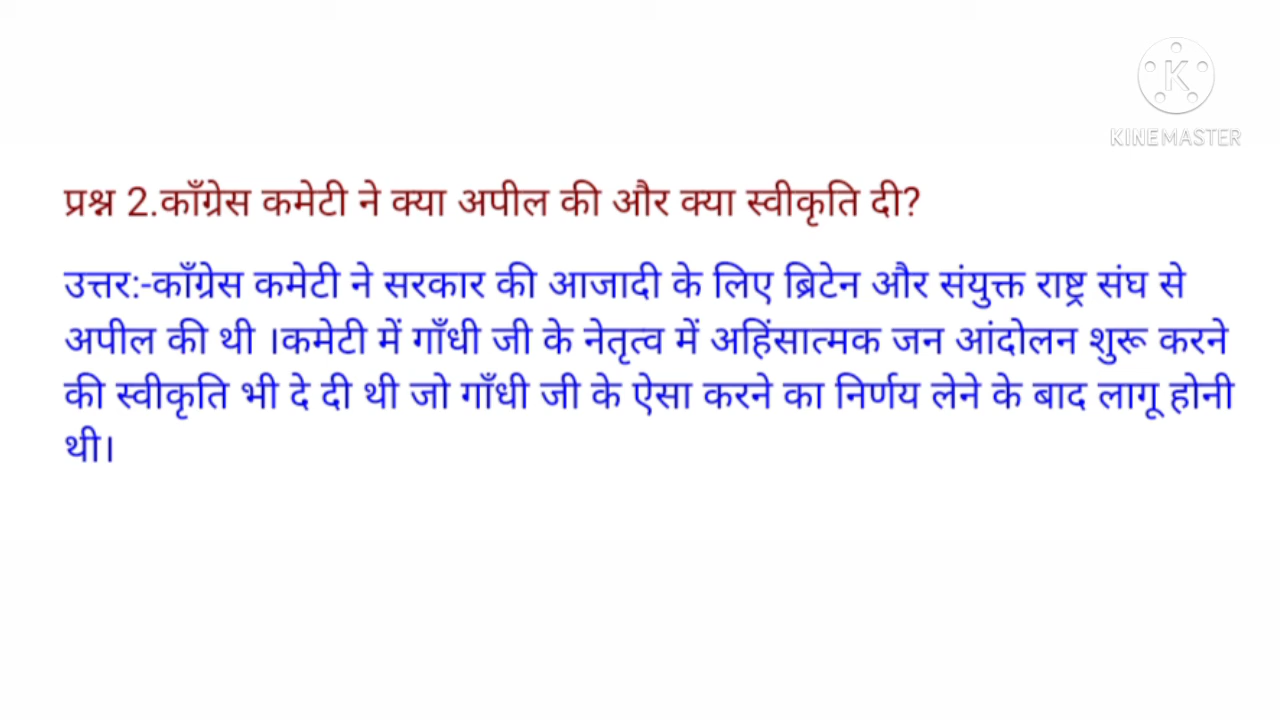 KINEMASTER
प्रश्न 2.काँग्रेस कमेटी ने क्या अपील की और क्या स्वीकृति दी?
उत्तर:-काँग्रेस कमेटी ने सरकार की आजादी के लिए ब्रिटेन और संयुक्त राष्ट्र संघ से
अपील की थी ।कमेटी में गाँधी जी के नेतृत्व में अहिंसात्मक जन आंदोलन शुरू करने
की स्वीकृति भी दे दी थी जो गाँधी जी के ऐसा करने का निर्णय लेने के बाद लागू होनी
थी।